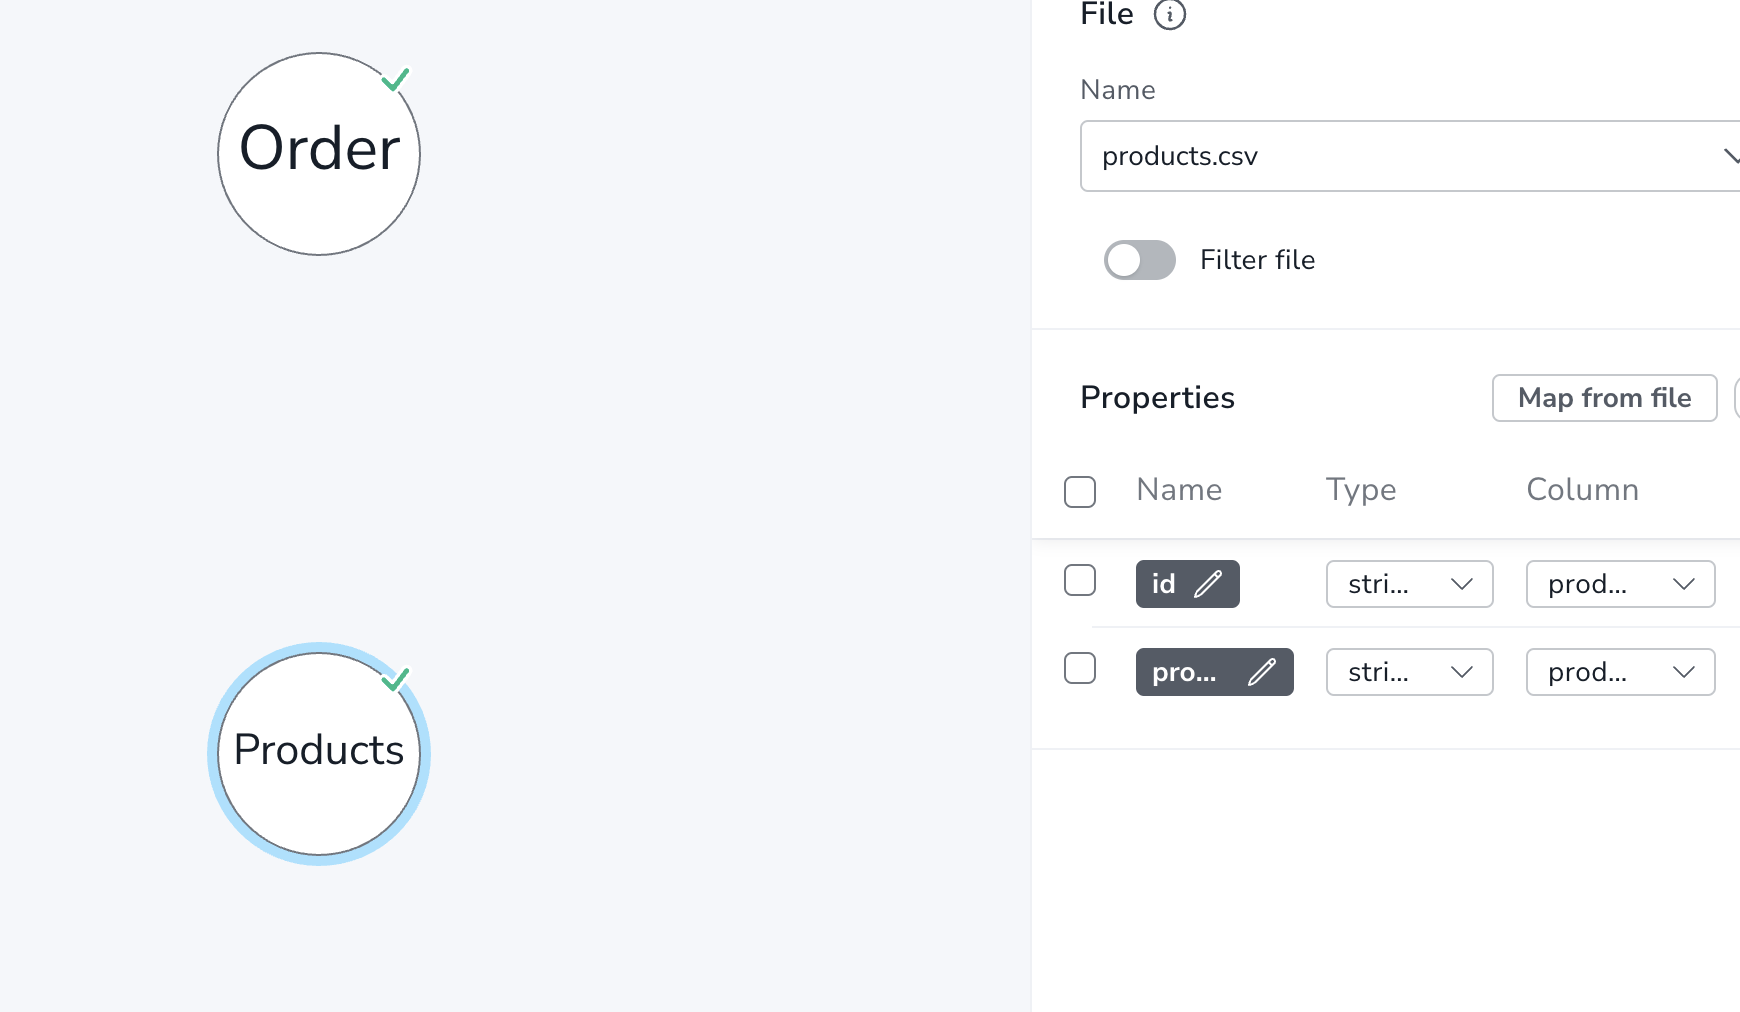 Order
Products
File
Name
products.csv
Filter file
Properties
Map from file
Name Type Column
id stri... prod...
pro... stri... prod...